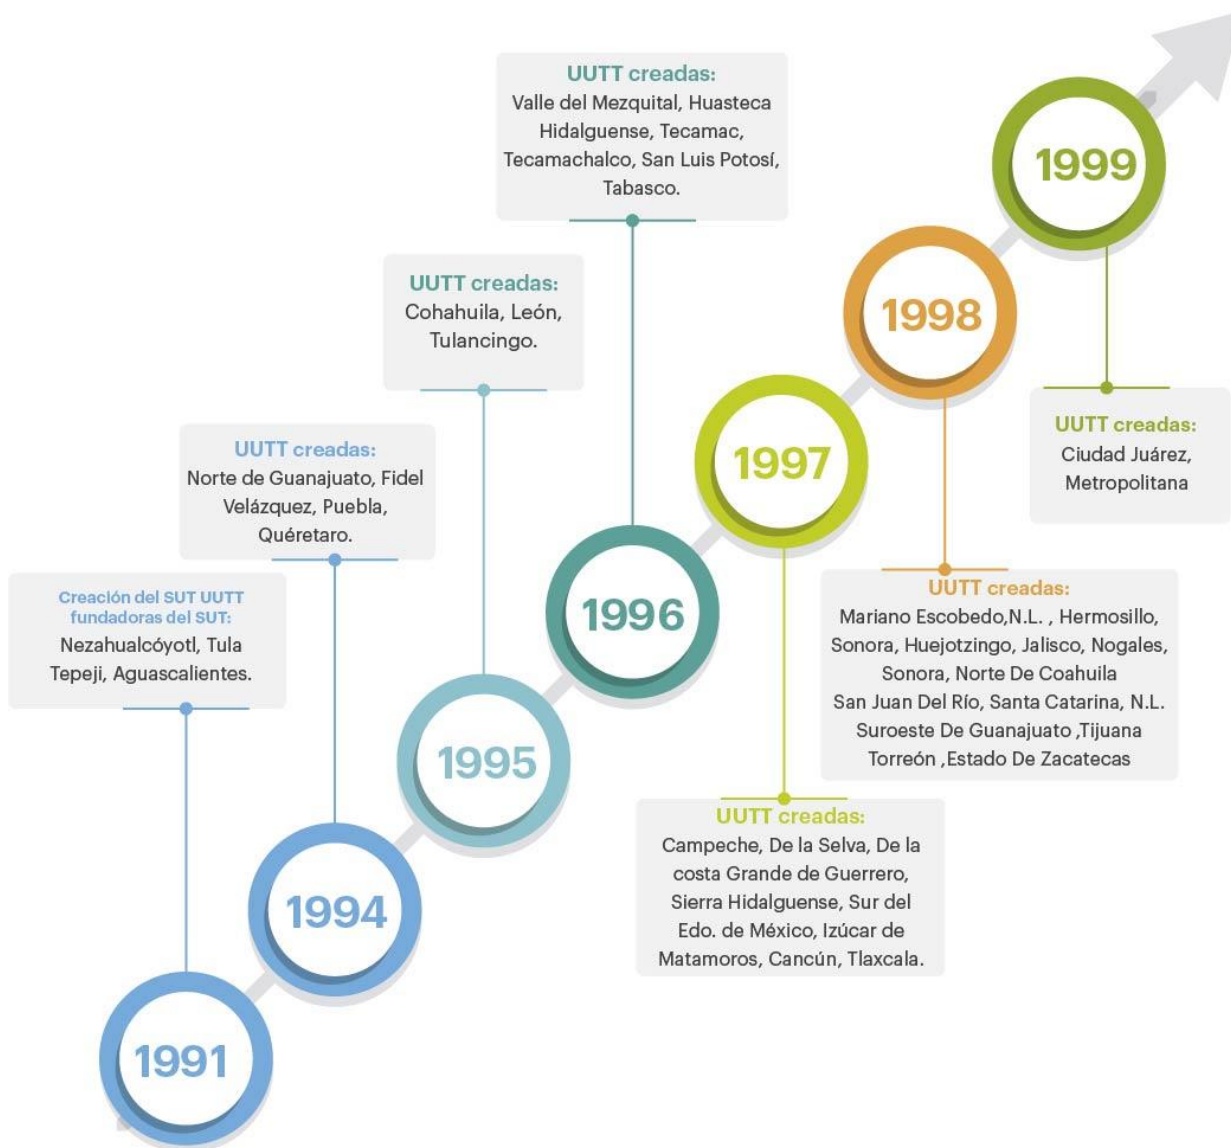 UUTT creadas:
Valle del Mezquital, Huasteca
Hidalguense, Tecamac,
Tecamachalco, San Luis Potosí,
Tabasco.
1999
UUTT creadas:
Cohahuila, León,
Tulancingo.
1998
UUTT creadas:
Norte de Guanajuato, Fidel
Velázquez, Puebla,
Quéretaro.
1997
UUTT creadas:
Ciudad Juárez,
Metropolitana
Creación del SUT UUTT
fundadoras del SUT:
Nezahualcóyotl, Tula
Tepeji, Aguascalientes.
1996
UUTT creadas:
Mariano Escobedo,N.L. , Hermosillo,
Sonora, Huejotzingo, Jalisco, Nogales,
Sonora, Norte De Coahuila
San Juan Del Río, Santa Catarina, N.L.
Suroeste De Guanajuato ,Tijuana
Torreón ,Estado De Zacatecas
1995
UUTT creadas:
Campeche, De la Selva, De la
costa Grande de Guerrero,
Sierra Hidalguense, Sur del
Edo. de México, Izúcar de
Matamoros, Cancún, Tlaxcala.
1994
1991